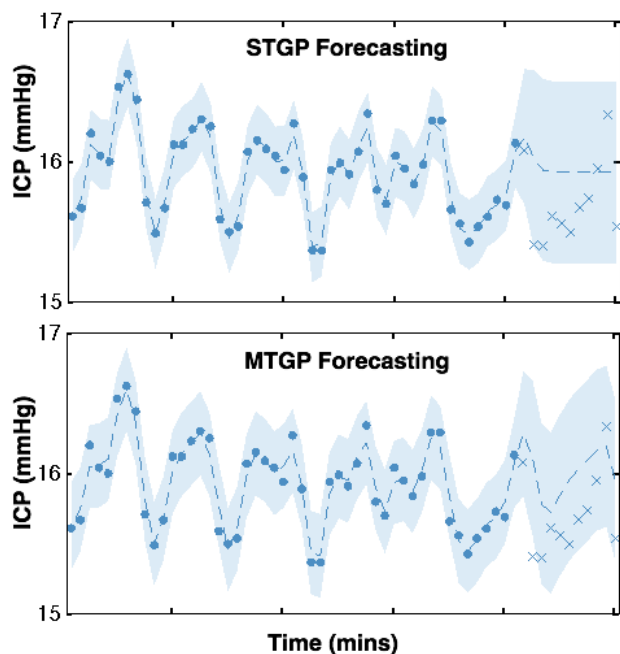 17
STGP Forecasting
ICP (mmHg)
16
15
17
MTGP Forecasting
ICP (mmHg)
16
15
Time (mins)